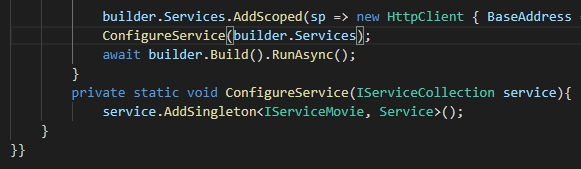 builder.Services.AddScoped(sp => new HttpClient { BaseAddress
ConfigureService(builder.Services);
await builder.Build().RunAsync();
}
private static void ConfigureService(IServiceCollection service){
service.AddSingleton<IServiceMovie, Service>();
}
}}